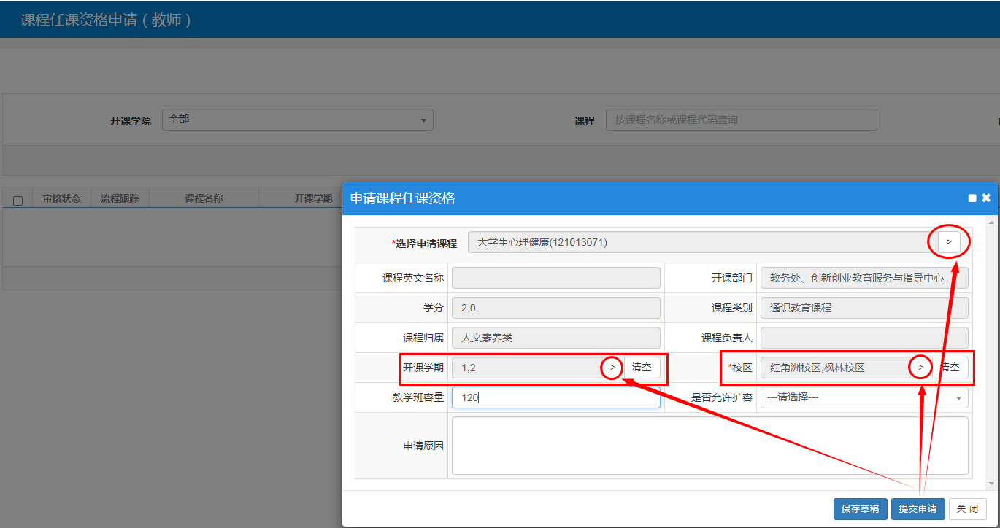 课程任课资格申请（教师）
开课学院 全部 课程 按课程名称或课程代码查询
审核状态 流程跟踪 课程名称 开课学期
申请课程任课资格
*选择申请课程 大学生心理健康(121013071) >
课程英文名称 开课部门 教务处、创新创业教育服务与指导中心
学分 2.0 课程类别 通识教育课程
课程归属 人文素养类 课程负责人
开课学期 1,2 > 清空 *校区 红角洲校区,枫林校区 > 清空
教学班容量 120 是否允许扩容 ---请选择---
申请原因
保存草稿 提交申请 关 闭